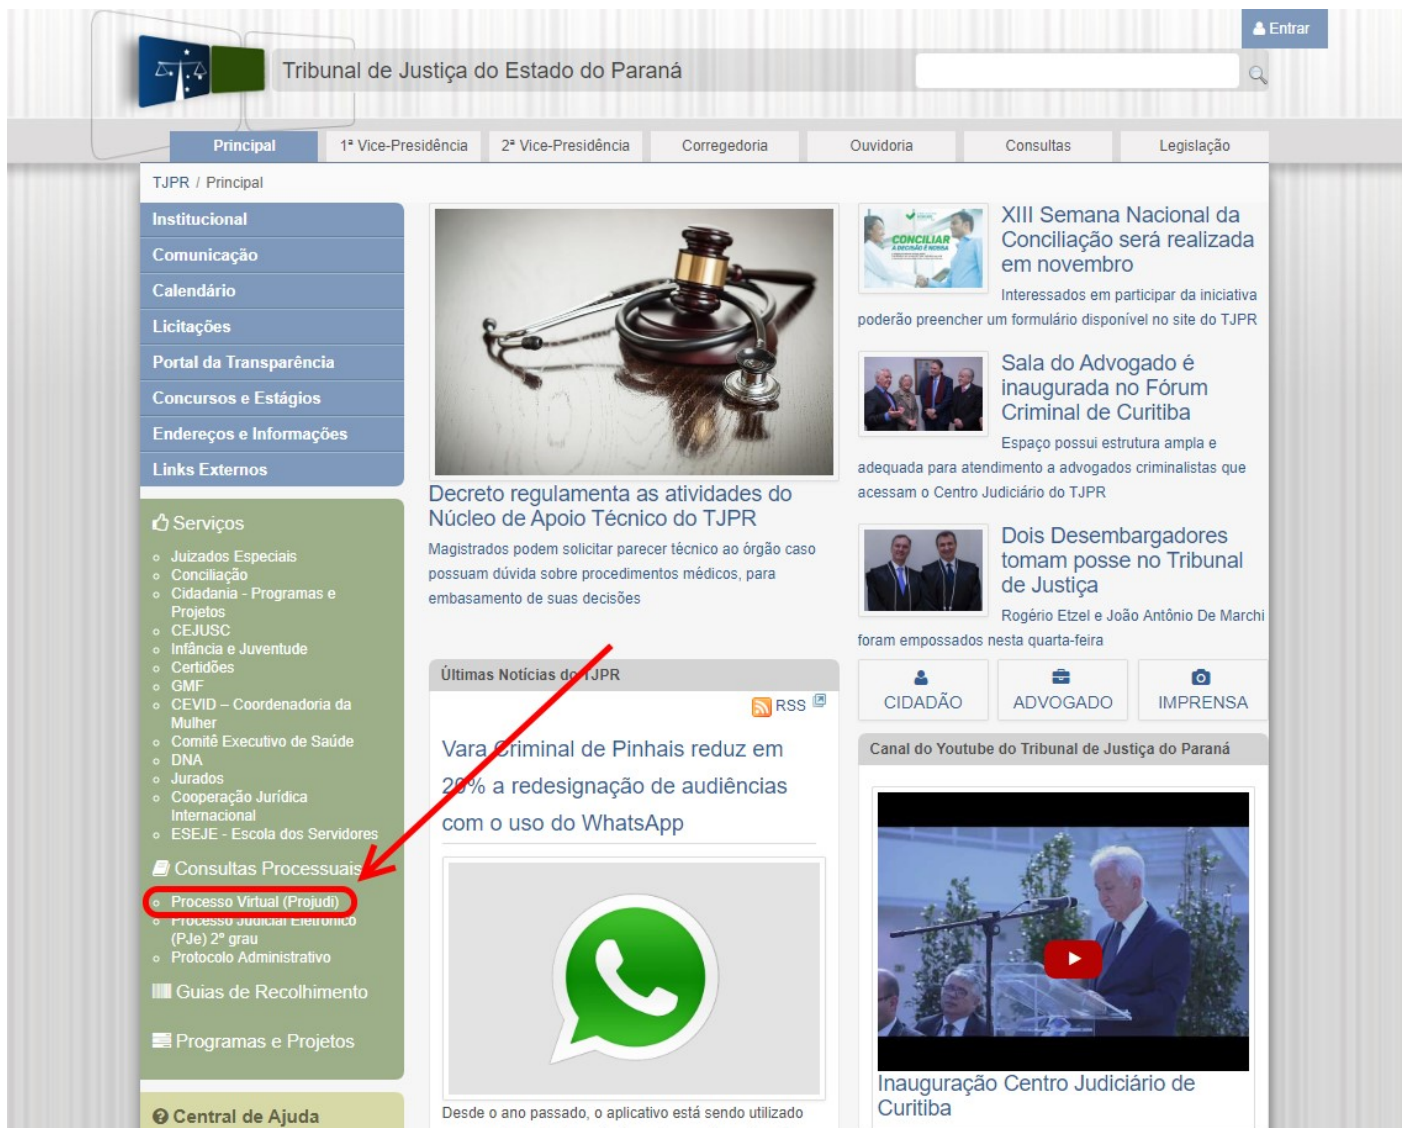 Entrar
Tribunal de Justiça do Estado do Paraná
Principal
1ª Vice-Presidência
2ª Vice-Presidência
Corregedoria
Ouvidoria
Consultas
Legislação
TJPR / Principal
Institucional
Comunicação
Calendário
Licitações
Portal da Transparência
Concursos e Estágios
Endereços e Informações
Links Externos
Serviços
Juizados Especiais
Conciliação
Cidadania - Programas e
Projetos
CEJUSC
Infância e Juventude
Certidões
GMF
CEVID – Coordenadoria da
Mulher
Comitê Executivo de Saúde
DNA
Jurados
Cooperação Jurídica
Internacional
ESEJE - Escola dos Servidores
Consultas Processuais
Processo Virtual (Projudi)
Processo Judicial Eletrônico
(PJe) 2º grau
Protocolo Administrativo
Guias de Recolhimento
Programas e Projetos
Central de Ajuda
Decreto regulamenta as atividades do
Núcleo de Apoio Técnico do TJPR
Magistrados podem solicitar parecer técnico ao órgão caso
possuam dúvida sobre procedimentos médicos, para
embasamento de suas decisões
Últimas Notícias do TJPR
RSS
Vara Criminal de Pinhais reduz em
20% a redesignação de audiências
com o uso do WhatsApp
Desde o ano passado, o aplicativo está sendo utilizado
CONCILIAR
XIII Semana Nacional da
Conciliação será realizada
em novembro
Interessados em participar da iniciativa
poderão preencher um formulário disponível no site do TJPR
Sala do Advogado é
inaugurada no Fórum
Criminal de Curitiba
Espaço possui estrutura ampla e
adequada para atendimento a advogados criminalistas que
acessam o Centro Judiciário do TJPR
Dois Desembargadores
tomam posse no Tribunal
de Justiça
Rogério Etzel e João Antônio De Marchi
foram empossados nesta quarta-feira
CIDADÃO
ADVOGADO
IMPRENSA
Canal do Youtube do Tribunal de Justiça do Paraná
Inauguração Centro Judiciário de
Curitiba